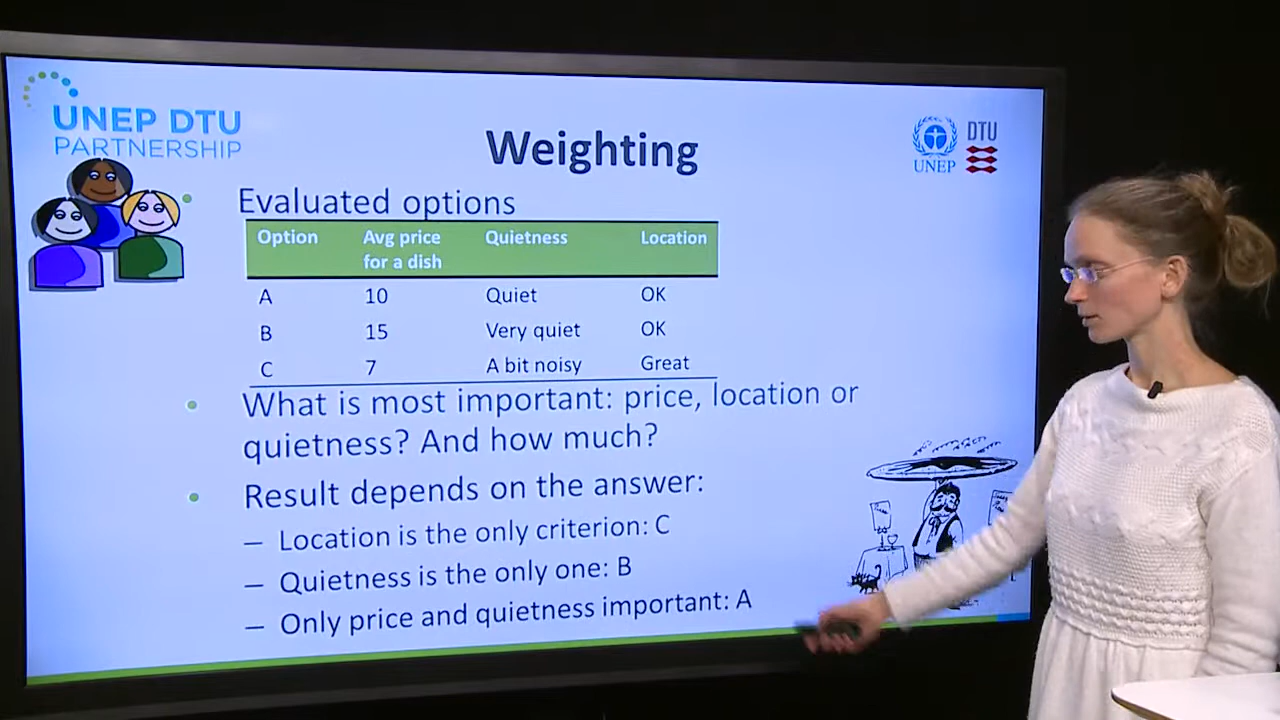 UNEP DTU
PARTNERSHIP
Weighting
UNEP
DTU
Evaluated options
Option Avg price for a dish Quietness Location
A 10 Quiet OK
B 15 Very quiet OK
C 7 A bit noisy Great
What is most important: price, location or
quietness? And how much?
Result depends on the answer:
– Location is the only criterion: C
– Quietness is the only one: B
– Only price and quietness important: A